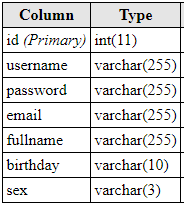 Column Type
id (Primary) int(11)
username varchar(255)
password varchar(255)
email varchar(255)
fullname varchar(255)
birthday varchar(10)
sex varchar(3)